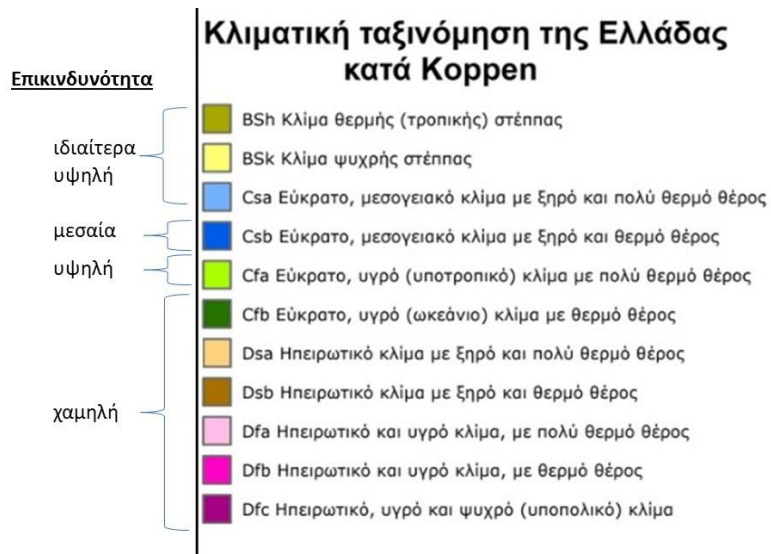 Κλιματική ταξινόμηση της Ελλάδας
κατά Koppen
Επικινδυνότητα
ιδιαίτερα
υψηλή
μεσαία
υψηλή
χαμηλή
BSh Κλίμα θερμής (τροπικής) στέππας
BSk Κλίμα ψυχρής στέππας
Csa Εύκρατο, μεσογειακό κλίμα με ξηρό και πολύ θερμό θέρος
Csb Εύκρατο, μεσογειακό κλίμα με ξηρό και θερμό θέρος
Cfa Εύκρατο, υγρό (υποτροπικό) κλίμα με πολύ θερμό θέρος
Cfb Εύκρατο, υγρό (ωκεάνιο) κλίμα με θερμό θέρος
Dsa Ηπειρωτικό κλίμα με ξηρό και πολύ θερμό θέρος
Dsb Ηπειρωτικό κλίμα με ξηρό και θερμό θέρος
Dfa Ηπειρωτικό και υγρό κλίμα, με πολύ θερμό θέρος
Dfb Ηπειρωτικό και υγρό κλίμα, με θερμό θέρος
Dfc Ηπειρωτικό, υγρό και ψυχρό (υποπολικό) κλίμα